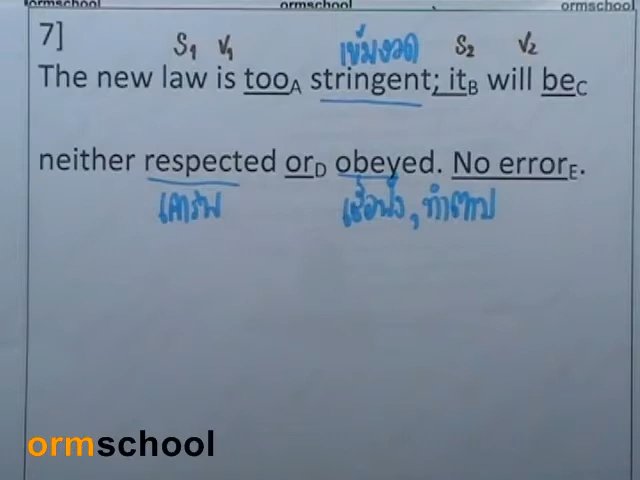 ormschool ormschool ormschool
7]
S1 V1 เข้มงวด S2 V2
The new law is tooA stringent; itB will beC
neither respected orD obeyed. No errorE.
เคารพ เชื่อฟัง, ทำตาม
ormschool